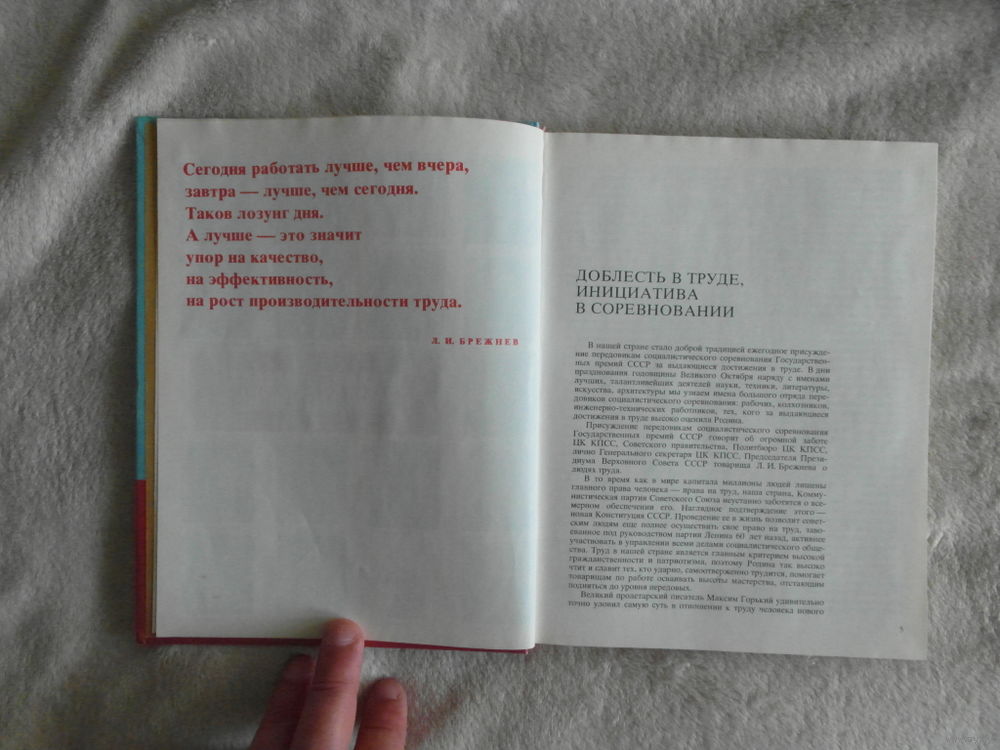 Сегодня работать лучше, чем вчера,
завтра — лучше, чем сегодня.
Таков лозунг дня.
А лучше — это значит
упор на качество,
на эффективность,
на рост производительности труда.
Л. И. БРЕЖНЕВ
ДОБЛЕСТЬ В ТРУДЕ,
ИНИЦИАТИВА
В СОРЕВНОВАНИИ
В нашей стране стало доброй традицией ежегодное присужде-
ние передовикам социалистического соревнования Государствен-
ных премий СССР за выдающиеся достижения в труде. В дни
празднования годовщины Великого Октября наряду с именами
лучших, талантливейших деятелей науки, техники, литературы,
искусства, архитектуры мы узнаем имена большого отряда пере-
довиков социалистического соревнования: рабочих, колхозников,
инженерно-технических работников, тех, кого за выдающиеся
достижения в труде высоко оценила Родина.
Присуждение передовикам социалистического соревнования
Государственных премий СССР говорит об огромной заботе
ЦК КПСС, Советского правительства, Политбюро ЦК КПСС,
лично Генерального секретаря ЦК КПСС, Председателя Прези-
диума Верховного Совета СССР товарища Л. И. Брежнева о
людях труда.
В то время как в мире капитала миллионы людей лишены
главного права человека — права на труд, наша страна, Комму-
нистическая партия Советского Союза неустанно заботятся о все-
мерном обеспечении его. Наглядное подтверждение этого —
новая Конституция СССР. Проведение ее в жизнь позволит совет-
ским людям еще полнее осуществить свое право на труд, заво-
еванное под руководством партии Ленина 60 лет назад, активнее
участвовать в управлении всеми делами социалистического обще-
ства. Труд в нашей стране является главным критерием высокой
гражданственности и патриотизма, поэтому Родина так высоко
чтит и славит тех, кто ударно, самоотверженно трудится, помогает
товарищам по работе осваивать высоты мастерства, отстающим
подняться до уровня передовых.
Великий пролетарский писатель Максим Горький удивительно
точно уловил самую суть в отношении к труду человека нового